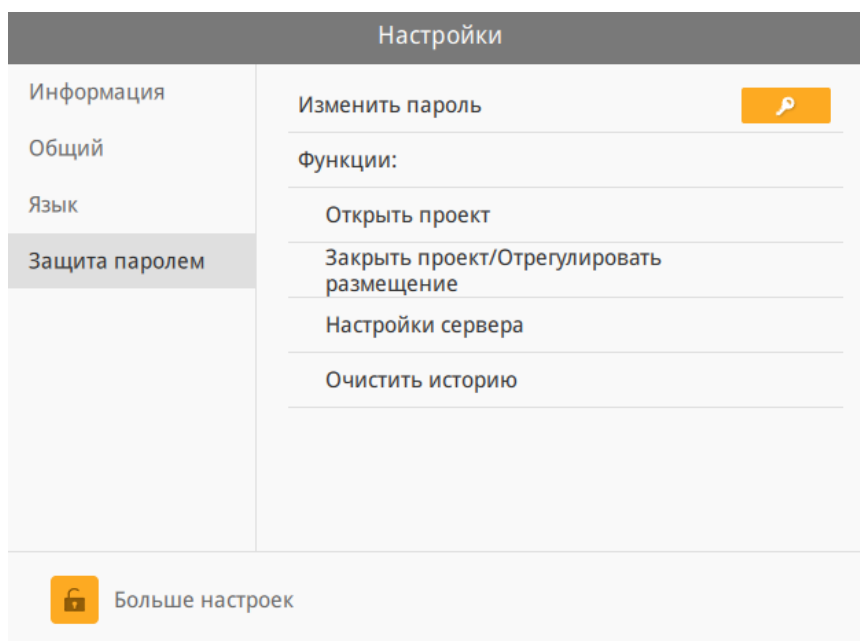 Настройки
Информация
Общий
Язык
Защита паролем
Изменить пароль
Функции:
Открыть проект
Закрыть проект/Отрегулировать
размещение
Настройки сервера
Очистить историю
Больше настроек